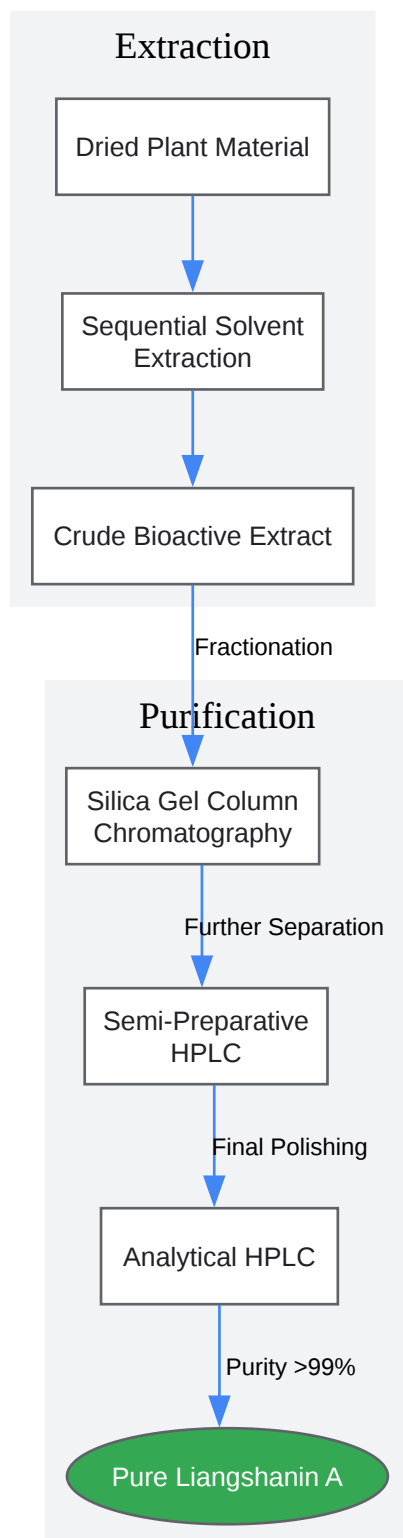 Extraction
Dried Plant Material
Sequential Solvent
Extraction
Crude Bioactive Extract
Fractionation
Purification
Silica Gel Column
Chromatography
Further Separation
Semi-Preparative
HPLC
Final Polishing
Analytical HPLC
Purity >99%
Pure Liangshanin A